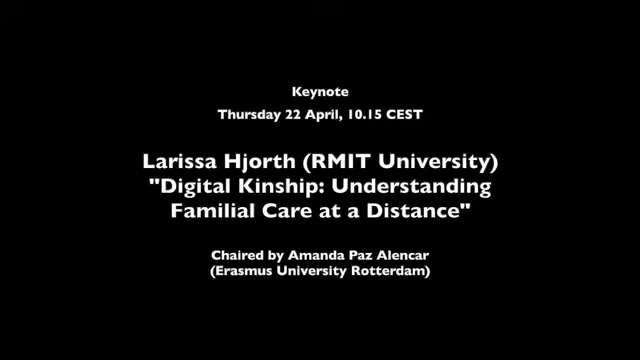 Keynote
Thursday 22 April, 10.15 CEST
Larissa Hjorth (RMIT University)
"Digital Kinship: Understanding
Familial Care at a Distance"
Chaired by Amanda Paz Alencar
(Erasmus University Rotterdam)